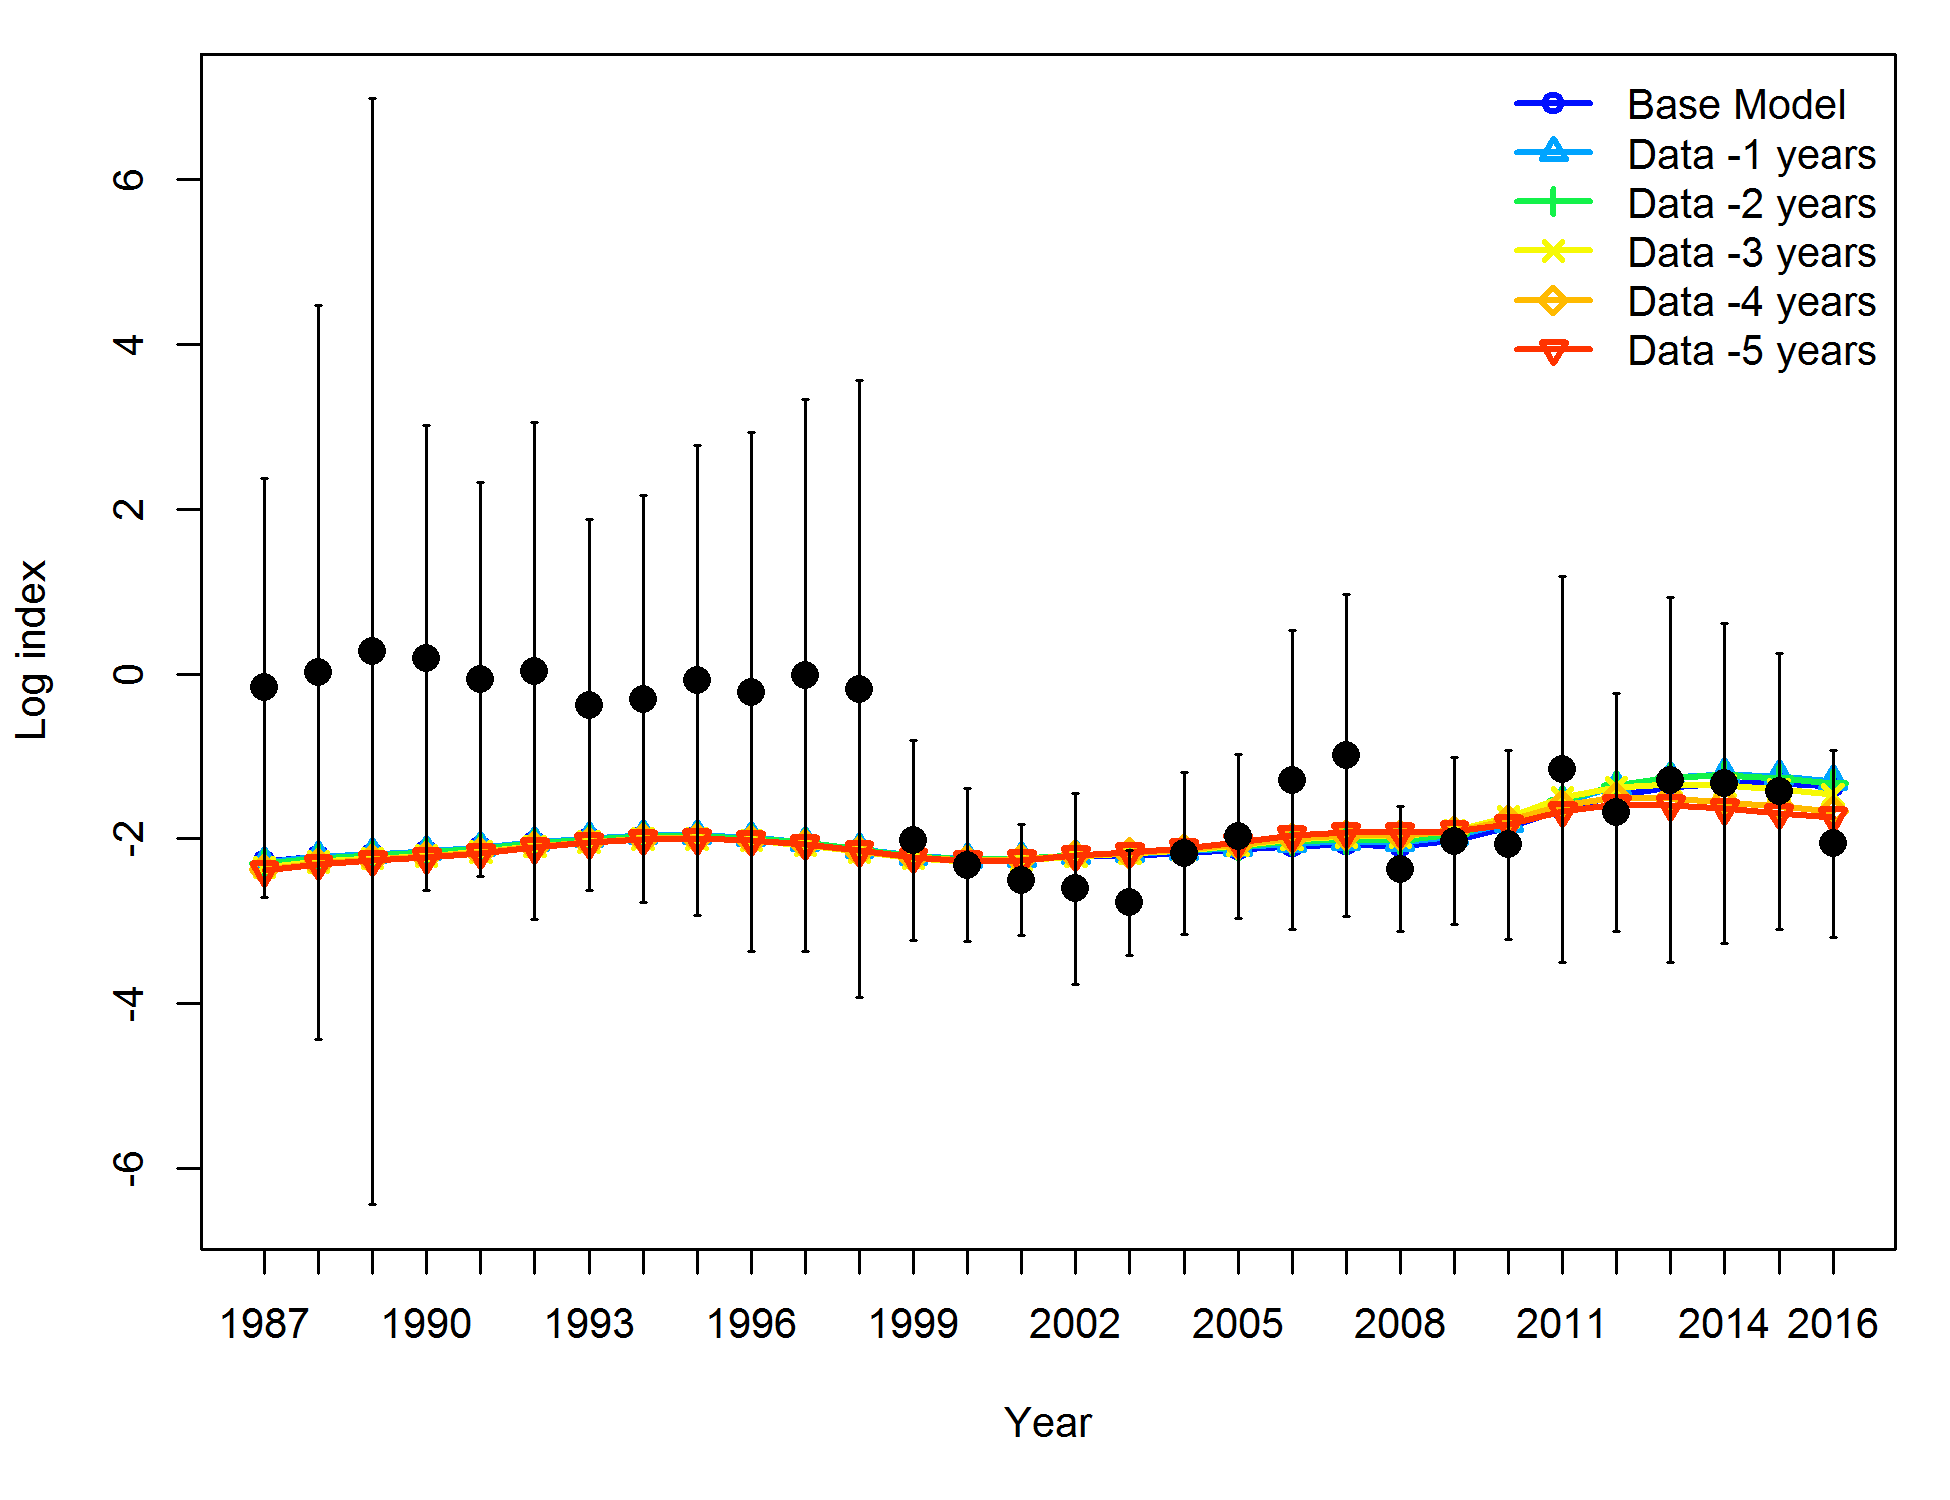 Base Model
Data -1 years
Data -2 years
Data -3 years
Data -4 years
Data -5 years
6
4
2
0
-2
-4
-6
Log index
1987 1990 1993 1996 1999 2002 2005 2008 2011 2014 2016
Year